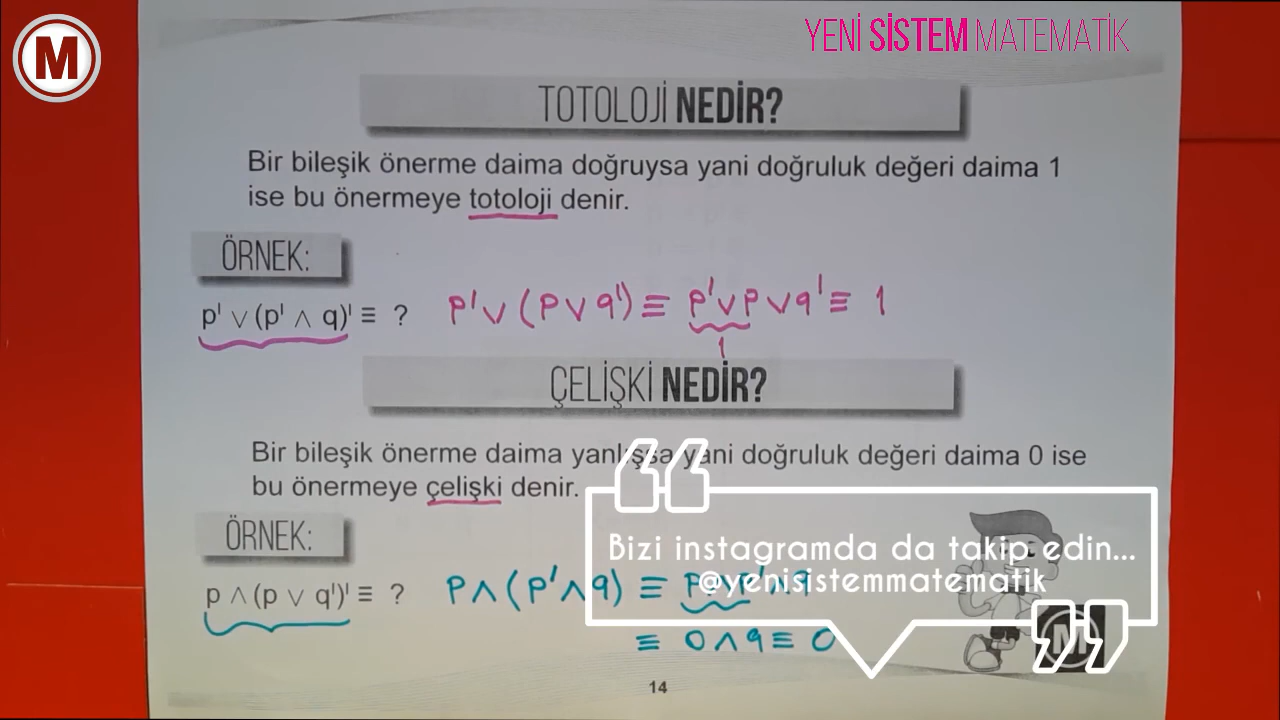 M
YENİ SİSTEM MATEMATİK
TOTOLOJİ NEDİR?
Bir bileşik önerme daima doğruysa yani doğruluk değeri daima 1
ise bu önermeye totoloji denir.
ÖRNEK:
p' ∨ (p' ∧ q)' ≡ ? p' ∨ (p ∨ q') ≡ p' ∨ p ∨ q' ≡ 1
1
ÇELİŞKİ NEDİR?
Bir bileşik önerme daima yanlışsa yani doğruluk değeri daima 0 ise
bu önermeye çelişki denir.
ÖRNEK:
p ∧ (p ∨ q')' ≡ ? p ∧ (p' ∧ q) ≡ p ∧ p' ∧ q
≡ 0 ∧ q ≡ 0
Bizi instagramda da takip edin...
@yenisistemmatematik
M
14